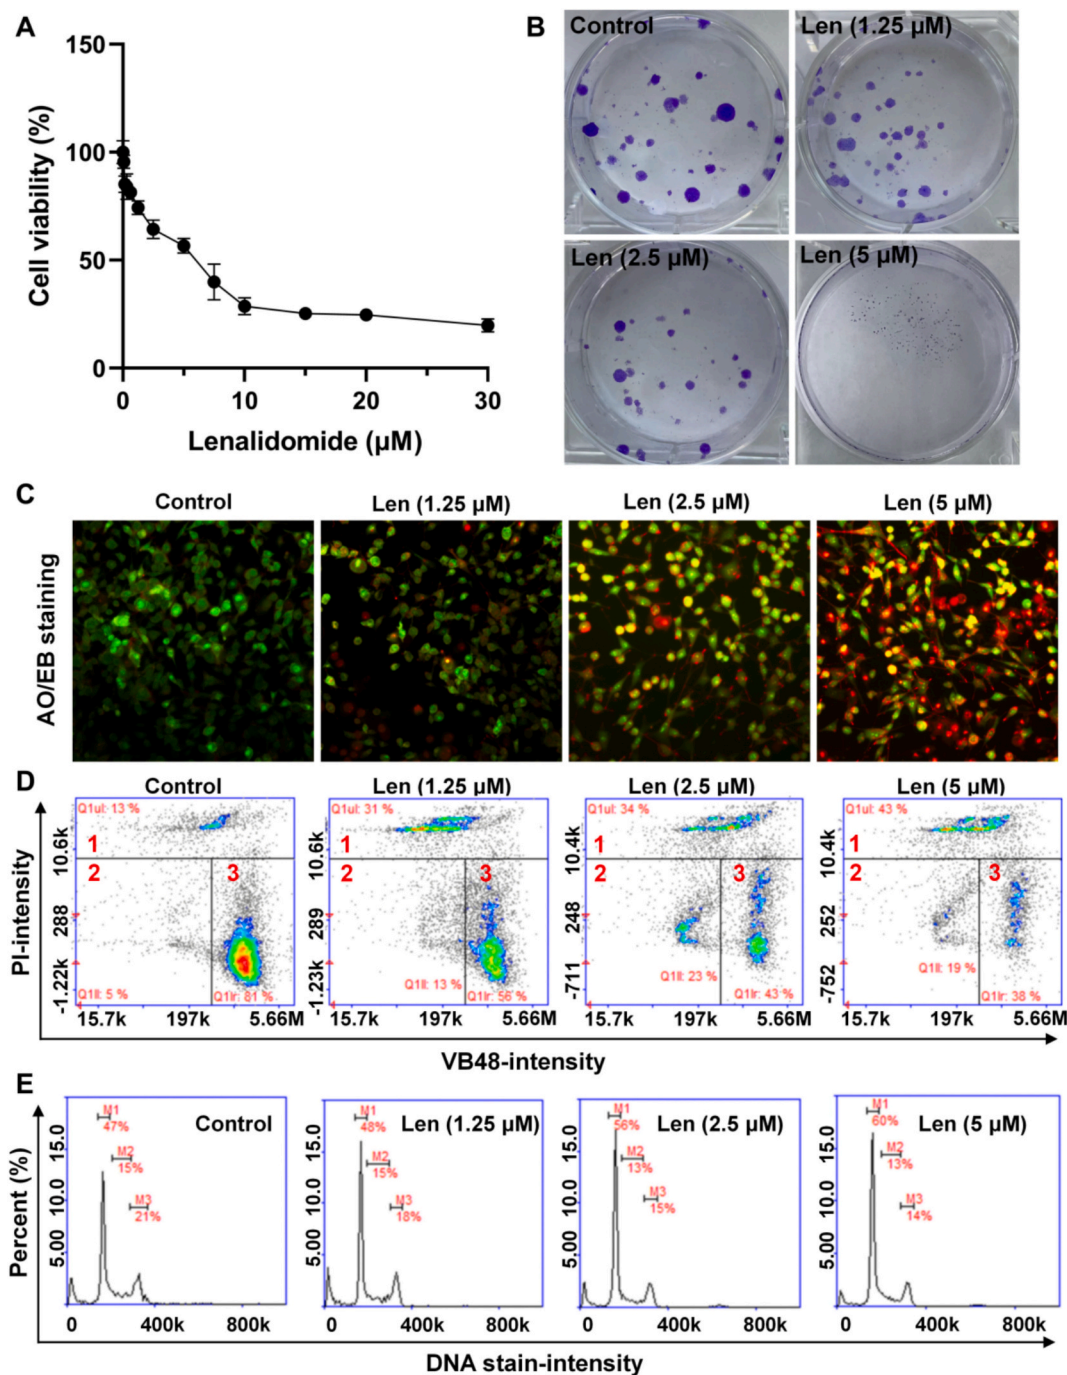 A
150
100
50
0
Cell viability (%)
0 10 20 30
Lenalidomide (µM)
B
Control
Len (1.25 µM)
Len (2.5 µM)
Len (5 µM)
C
Control
Len (1.25 µM)
Len (2.5 µM)
Len (5 µM)
AO/EB staining
D
Control
Len (1.25 µM)
Len (2.5 µM)
Len (5 µM)
PI-intensity
Q1ul: 13 %
1
2
3
Q1ll: 5 %
Q1lr: 81 %
10.6k
288
-1.22k
15.7k 197k 5.66M
Q1ul: 31 %
1
2
3
Q1ll: 13 %
Q1lr: 56 %
10.6k
289
-1.23k
15.7k 197k 5.66M
Q1ul: 34 %
1
2
3
Q1ll: 23 %
Q1lr: 43 %
10.4k
248
-711
15.7k 197k 5.66M
Q1ul: 43 %
1
2
3
Q1ll: 19 %
Q1lr: 38 %
10.4k
252
-752
15.7k 197k 5.66M
VB48-intensity
E
Percent (%)
Control
M1
47%
M2
15%
M3
21%
15.0
10.0
5.00
0 400k 800k
Len (1.25 µM)
M1
48%
M2
15%
M3
18%
15.0
10.0
5.00
0 400k 800k
Len (2.5 µM)
M1
56%
M2
13%
M3
15%
15.0
10.0
5.00
0 400k 800k
Len (5 µM)
M1
60%
M2
13%
M3
14%
15.0
10.0
5.00
0 400k 800k
DNA stain-intensity